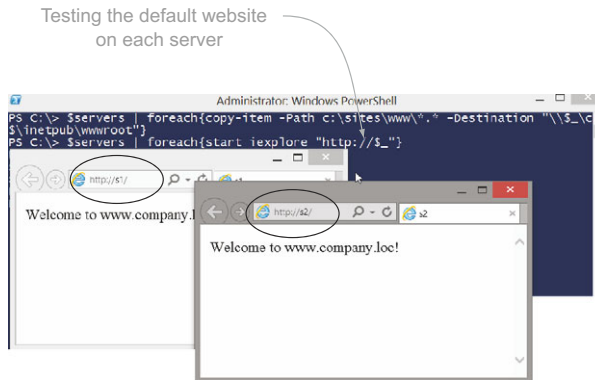 Testing the default website
on each server
Administrator: Windows PowerShell
PS C:\> $servers | foreach{copy-item -Path c:\sites\www\*.* -Destination "\\$_\c
$\inetpub\wwwroot"}
PS C:\> $servers | foreach{start iexplore "http://$_"}
http://s1/
Welcome to www.company.l
http://s2/
s2
Welcome to www.company.loc!